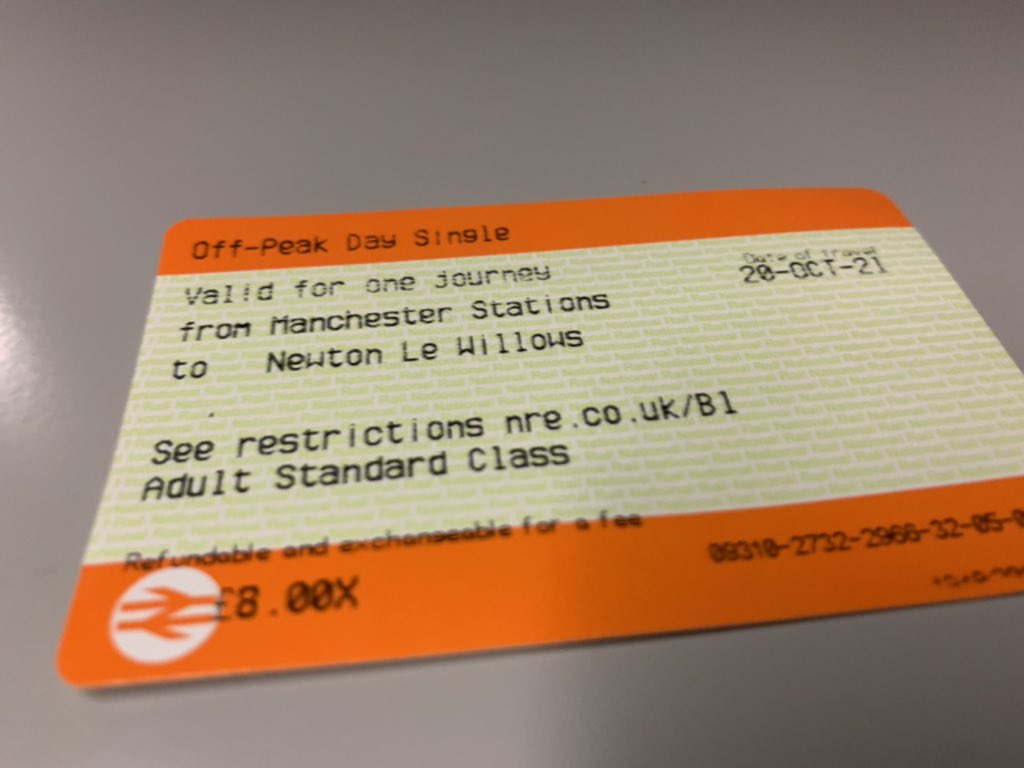 Off-Peak Day Single
Valid for one journey
Date of travel
20-OCT-21
from Manchester Stations
to Newton Le Willows
See restrictions nre.co.uk/B1
Adult Standard Class
Refundable and exchangeable for a fee
£8.00X
09310-2732-2966-32-05-0